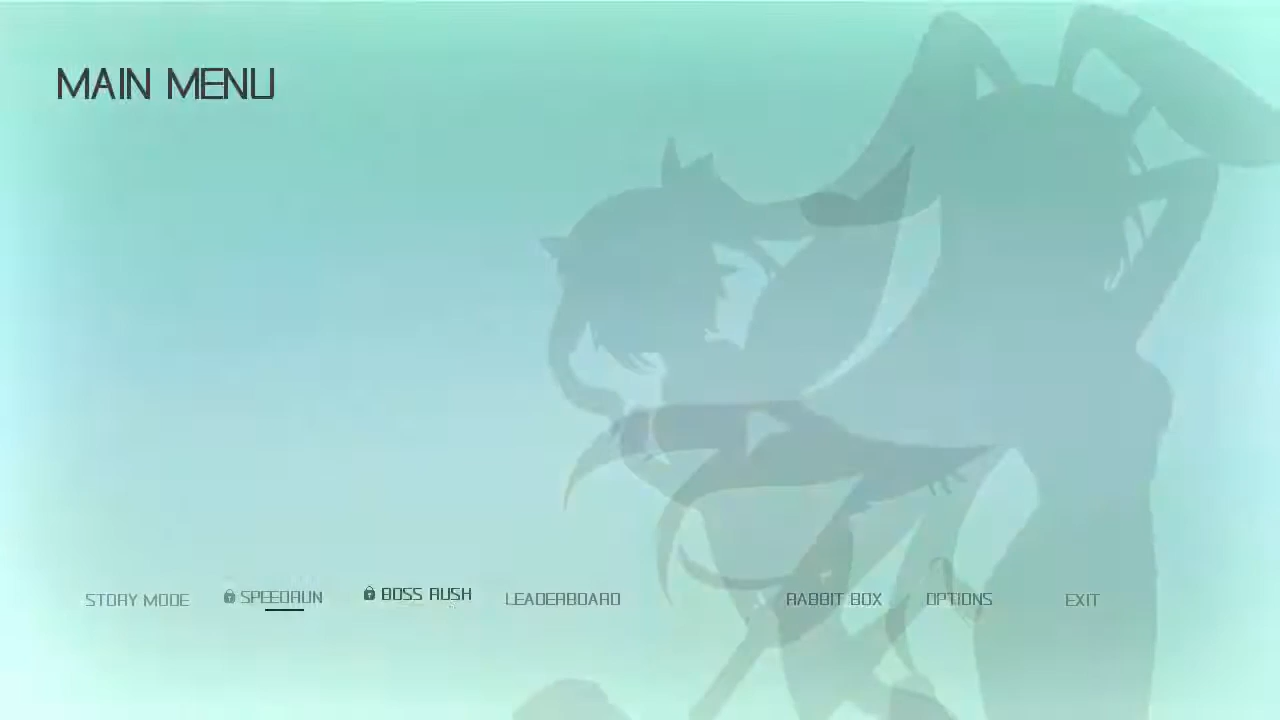 MAIN MENU
STORY MODE SPEEDRUN BOSS RUSH LEADERBOARD RABBIT BOX OPTIONS EXIT